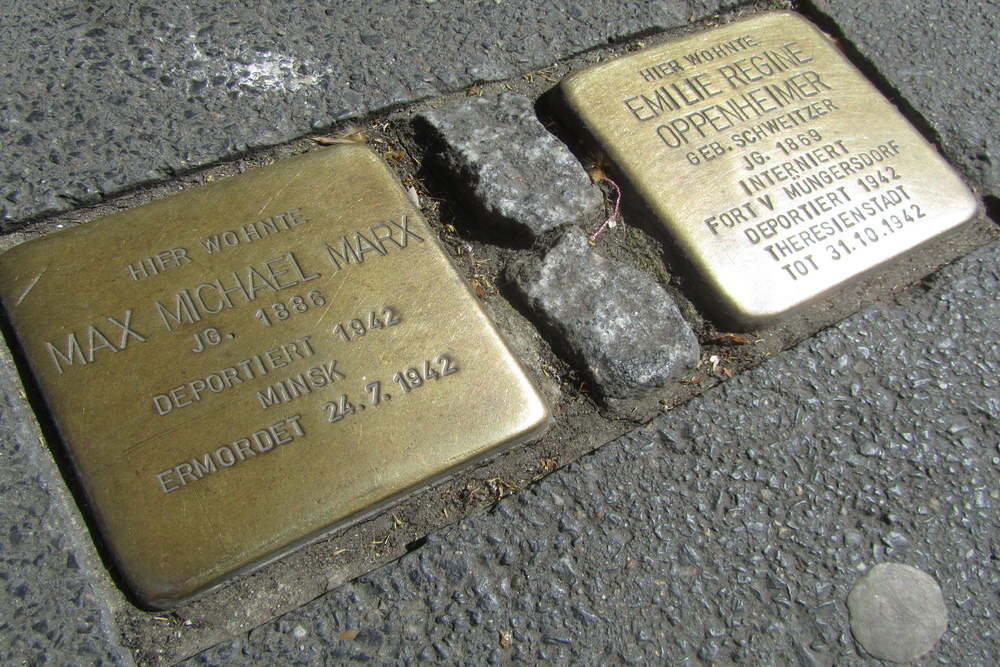 HIER WOHNTE
MAX MICHAEL MARX
JG. 1886
DEPORTIERT 1942
MINSK
ERMORDET 24.7.1942
HIER WOHNTE
EMILIE REGINE
OPPENHEIMER
GEB. SCHWEITZER
JG. 1869
INTERNIERT
FORT V MÜNGERSDORF
DEPORTIERT 1942
THERESIENSTADT
TOT 31.10.1942